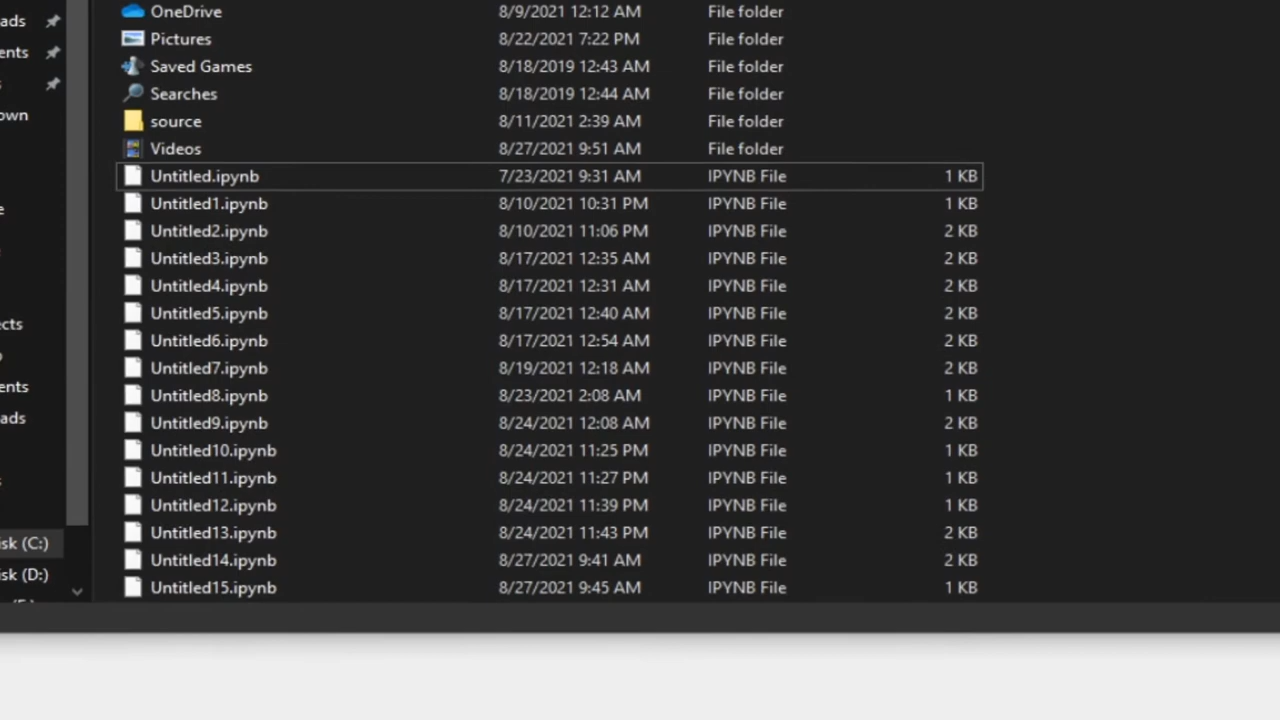 OneDrive 8/9/2021 12:12 AM File folder
ads
Pictures 8/22/2021 7:22 PM File folder
ents
Saved Games 8/18/2019 12:43 AM File folder
Searches 8/18/2019 12:44 AM File folder
own
source 8/11/2021 2:39 AM File folder
Videos 8/27/2021 9:51 AM File folder
Untitled.ipynb 7/23/2021 9:31 AM IPYNB File 1 KB
Untitled1.ipynb 8/10/2021 10:31 PM IPYNB File 1 KB
Untitled2.ipynb 8/10/2021 11:06 PM IPYNB File 2 KB
Untitled3.ipynb 8/17/2021 12:35 AM IPYNB File 2 KB
Untitled4.ipynb 8/17/2021 12:31 AM IPYNB File 2 KB
Untitled5.ipynb 8/17/2021 12:40 AM IPYNB File 2 KB
ects
Untitled6.ipynb 8/17/2021 12:54 AM IPYNB File 2 KB
Untitled7.ipynb 8/19/2021 12:18 AM IPYNB File 2 KB
ents
Untitled8.ipynb 8/23/2021 2:08 AM IPYNB File 1 KB
ads
Untitled9.ipynb 8/24/2021 12:08 AM IPYNB File 2 KB
Untitled10.ipynb 8/24/2021 11:25 PM IPYNB File 1 KB
Untitled11.ipynb 8/24/2021 11:27 PM IPYNB File 1 KB
Untitled12.ipynb 8/24/2021 11:39 PM IPYNB File 1 KB
Untitled13.ipynb 8/24/2021 11:43 PM IPYNB File 2 KB
isk (C:)
Untitled14.ipynb 8/27/2021 9:41 AM IPYNB File 2 KB
isk (D:)
Untitled15.ipynb 8/27/2021 9:45 AM IPYNB File 1 KB